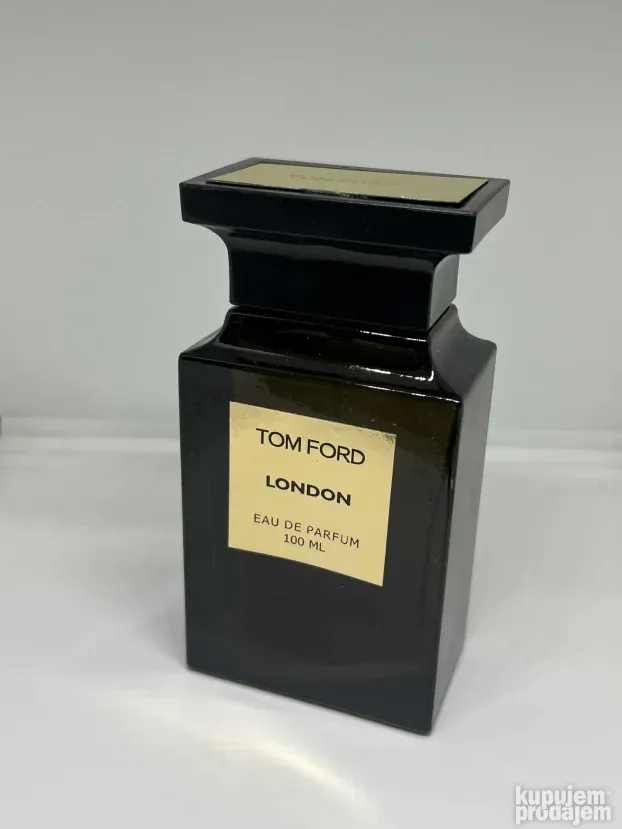 TOM FORD
LONDON
EAU DE PARFUM
100 ML
kupujem
prodajem